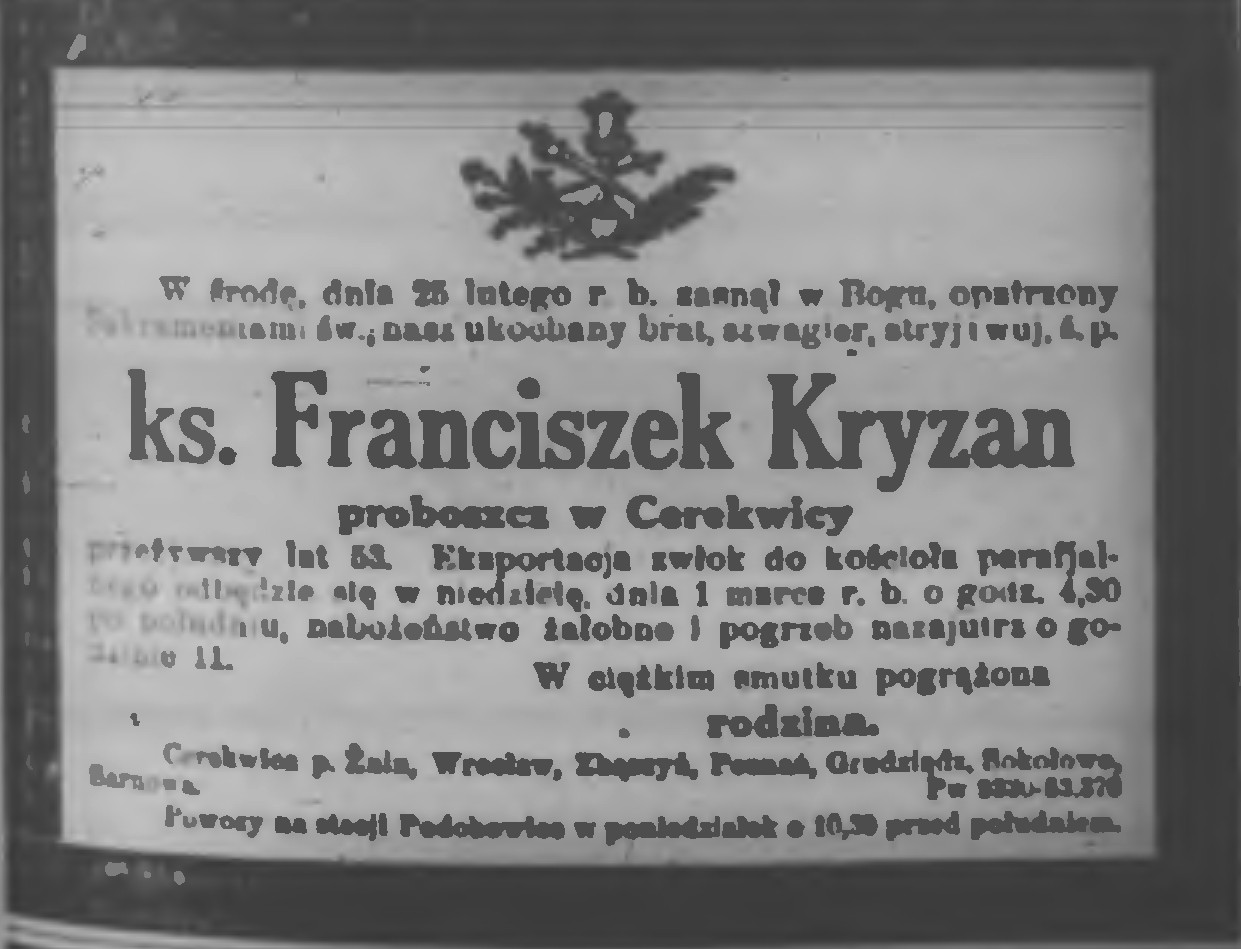 W środę, dnia 25 lutego r. b. zasnął w Bogu, opatrzony
Sakramentami św., nasz ukochany brat, szwagier, stryj i wuj, ś. p.
ks. Franciszek Kryzan
proboszcz w Cerekwicy
przeżywszy lat 53. Eksportacja zwłok do kościoła parafjal-
nego odbędzie się w niedzielę, dnia 1 marca r. b. o godz. 4,30
po południu, nabożeństwo żałobne i pogrzeb nazajutrz o go-
dzinie 11.
W ciężkim smutku pogrążona
rodzina.
Cerekwica p. Żnin, Wrocław, Poznań, Grudziądz, Sokołowo,
Barnowa.
Pw
Powozy na stacji Podobowice w poniedziałek o 10,30 przed południem.